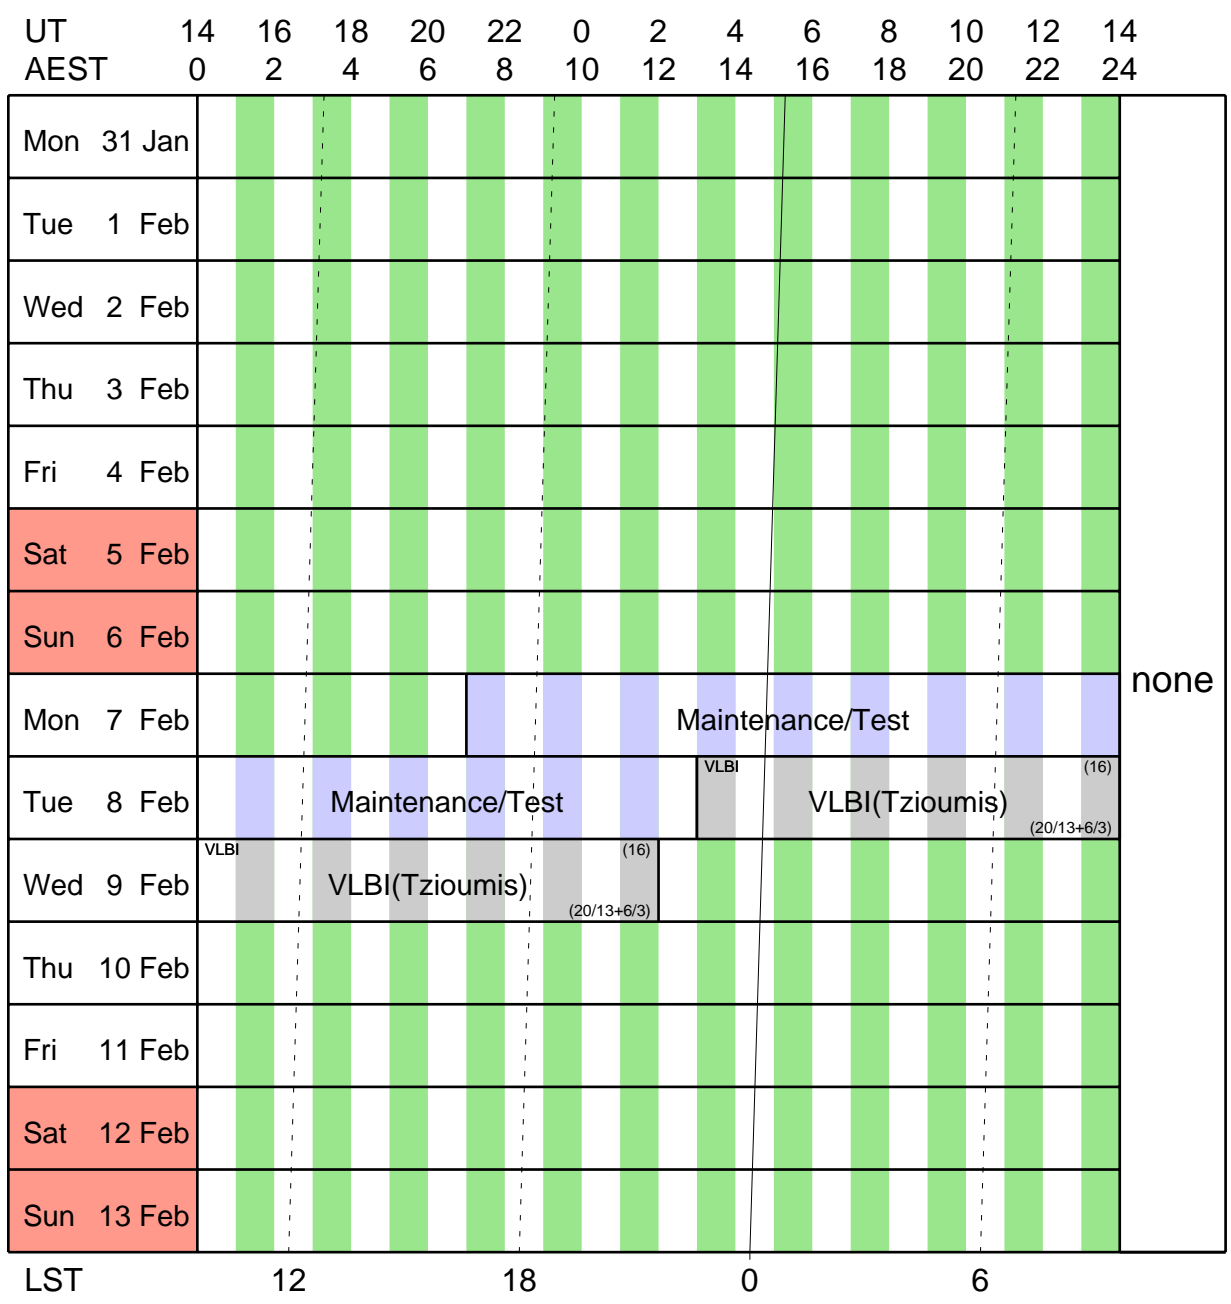 UT 14 16 18 20 22 0 2 4 6 8 10 12 14
AEST 0 2 4 6 8 10 12 14 16 18 20 22 24
Mon 31 Jan
Tue 1 Feb
Wed 2 Feb
Thu 3 Feb
Fri 4 Feb
Sat 5 Feb
Sun 6 Feb
none
Mon 7 Feb Maintenance/Test
VLBI (16)
Tue 8 Feb Maintenance/Test VLBI(Tzioumis)
(20/13+6/3)
VLBI (16)
Wed 9 Feb VLBI(Tzioumis)
(20/13+6/3)
Thu 10 Feb
Fri 11 Feb
Sat 12 Feb
Sun 13 Feb
LST 12 18 0 6